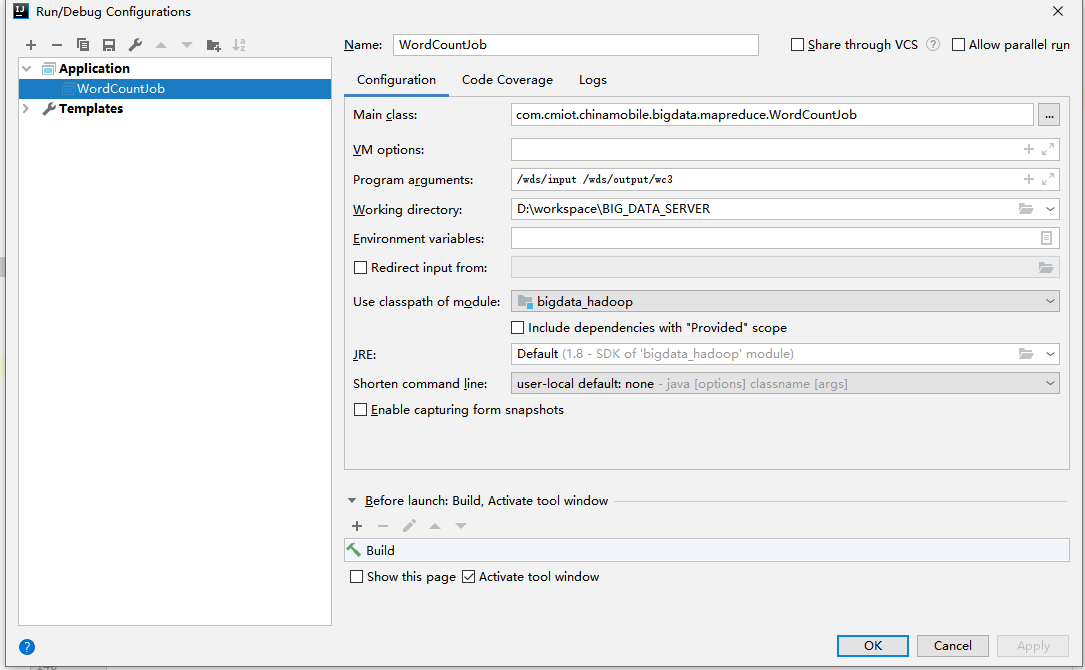 IJ Run/Debug Configurations
Name: WordCountJob Share through VCS ? Allow parallel run
Application
WordCountJob
Templates
Configuration Code Coverage Logs
Main class: com.cmiot.chinamobile.bigdata.mapreduce.WordCountJob ...
VM options:
Program arguments: /wds/input /wds/output/wc3
Working directory: D:\workspace\BIG_DATA_SERVER
Environment variables:
Redirect input from:
Use classpath of module: bigdata_hadoop
Include dependencies with "Provided" scope
JRE: Default (1.8 - SDK of 'bigdata_hadoop' module)
Shorten command line: user-local default: none - java [options] classname [args]
Enable capturing form snapshots
Before launch: Build, Activate tool window
Build
Show this page Activate tool window
? OK Cancel Apply